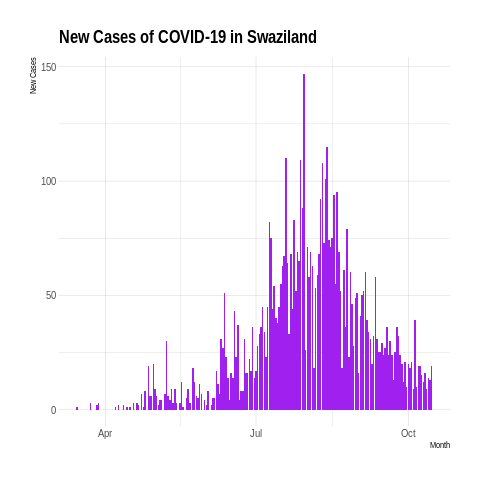 New Cases of COVID-19 in Swaziland
New Cases
150
100
50
0
Apr
Jul
Oct
Month